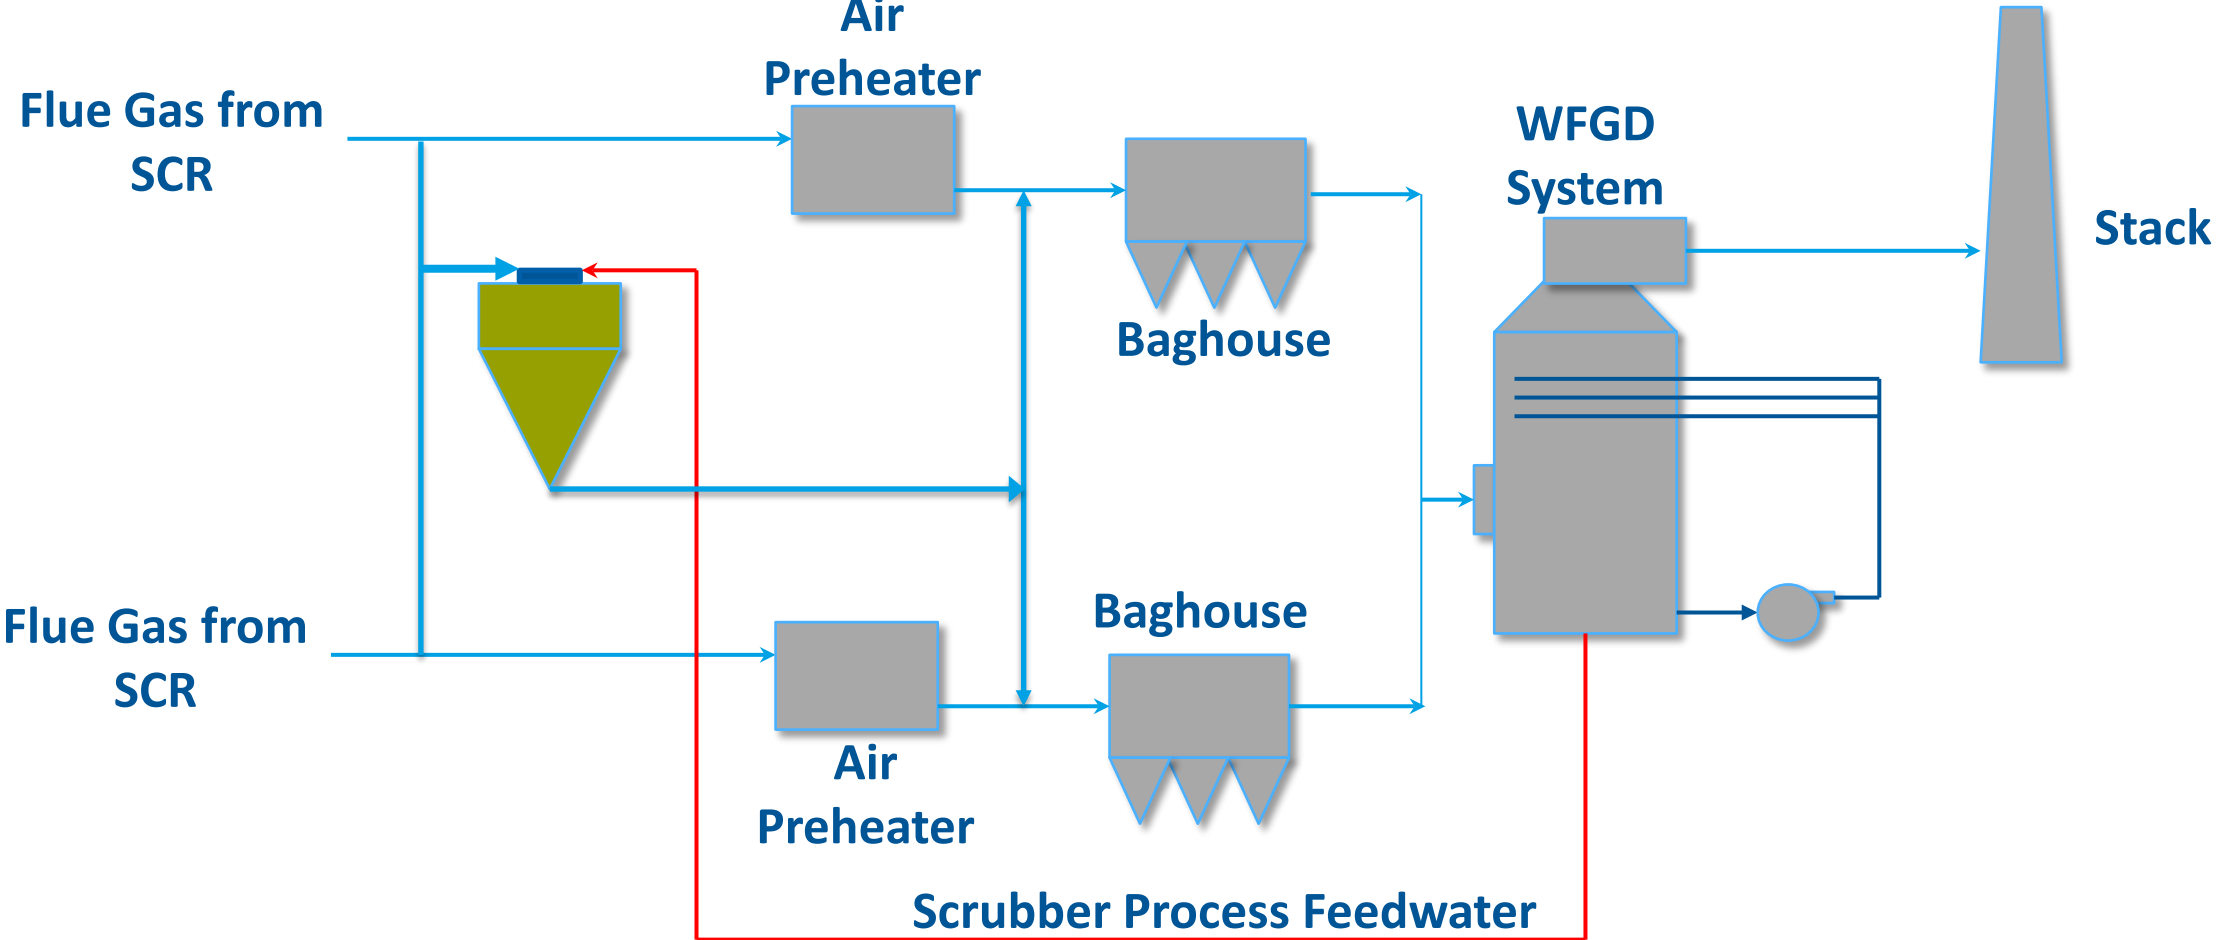 Air
Preheater
Flue Gas from
SCR
WFGD
System
Stack
Baghouse
Flue Gas from
SCR
Baghouse
Air
Preheater
Scrubber Process Feedwater